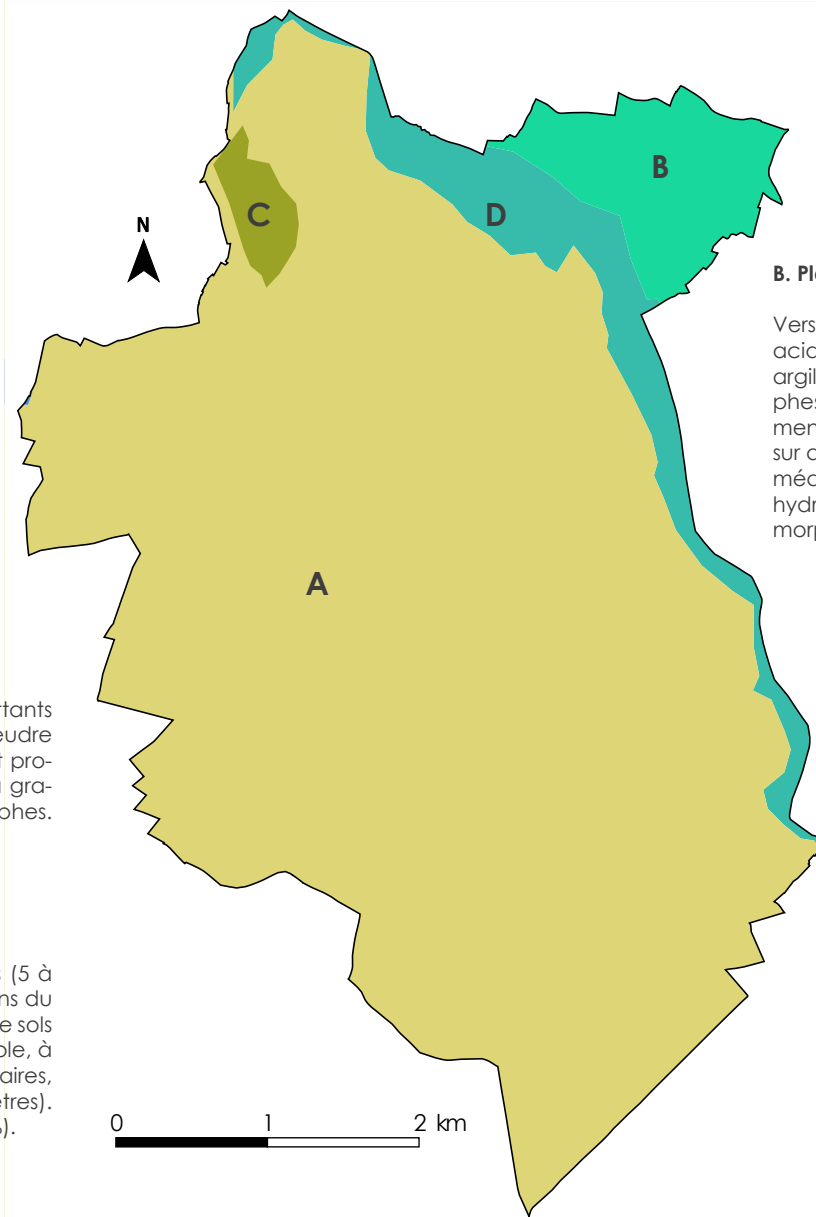 B
C
D
N
B. Pl
Vers
acid
argil
phes
men
sur
méd
hydr
morp
A
rtants
eudre
t pro-
gra-
phes.
(5 à
ns du
e sols
ble, à
aires,
ètres).
).
0 1 2 km